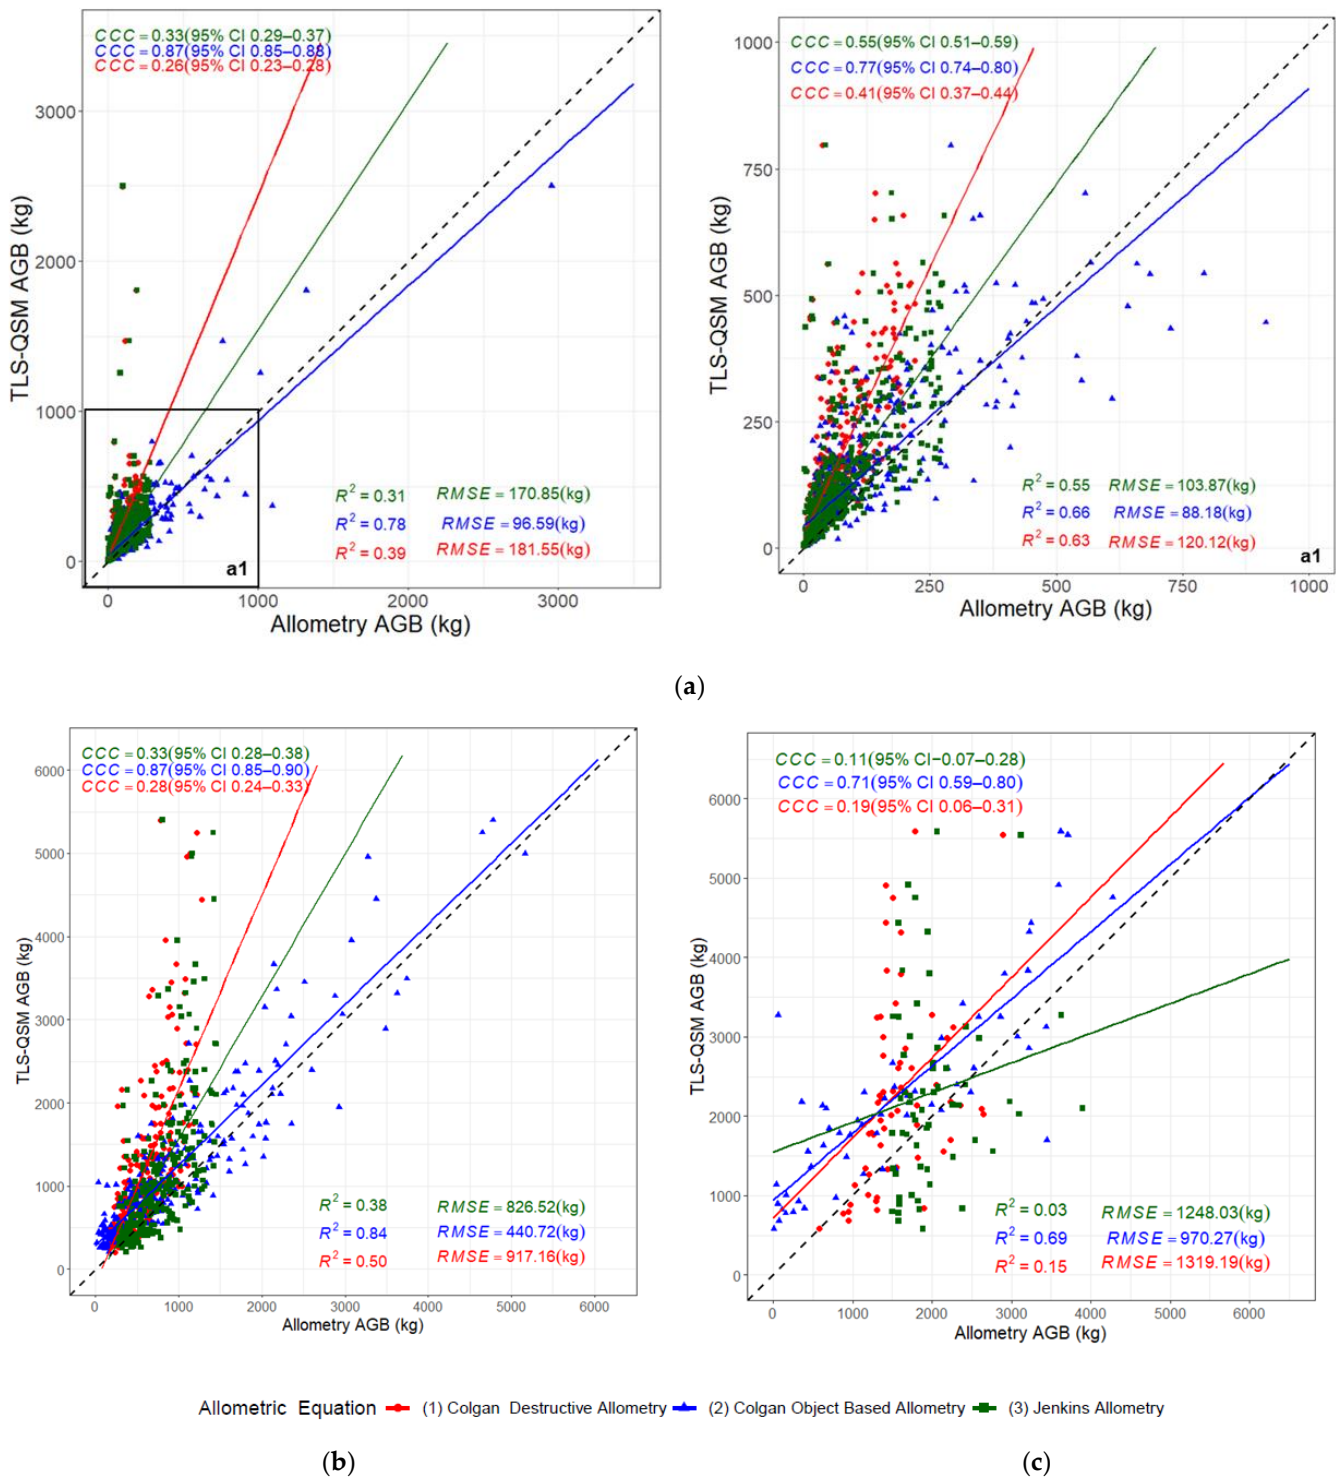 CCC = 0.33(95% CI 0.29–0.37)
CCC = 0.87(95% CI 0.85–0.88)
CCC = 0.26(95% CI 0.23–0.28)
3000
2000
1000
0
TLS-QSM AGB (kg)
R² = 0.31 RMSE = 170.85(kg)
R² = 0.78 RMSE = 96.59(kg)
R² = 0.39 RMSE = 181.55(kg)
a1
0 1000 2000 3000
Allometry AGB (kg)
CCC = 0.55(95% CI 0.51–0.59)
CCC = 0.77(95% CI 0.74–0.80)
CCC = 0.41(95% CI 0.37–0.44)
1000
750
500
250
0
TLS-QSM AGB (kg)
R² = 0.55 RMSE = 103.87(kg)
R² = 0.66 RMSE = 88.18(kg)
R² = 0.63 RMSE = 120.12(kg)
a1
0 250 500 750 1000
Allometry AGB (kg)
(a)
CCC = 0.33(95% CI 0.28–0.38)
CCC = 0.87(95% CI 0.85–0.90)
CCC = 0.28(95% CI 0.24–0.33)
6000
5000
4000
3000
2000
1000
0
TLS-QSM AGB (kg)
R² = 0.38 RMSE = 826.52(kg)
R² = 0.84 RMSE = 440.72(kg)
R² = 0.50 RMSE = 917.16(kg)
0 1000 2000 3000 4000 5000 6000
Allometry AGB (kg)
CCC = 0.11(95% CI−0.07–0.28)
CCC = 0.71(95% CI 0.59–0.80)
CCC = 0.19(95% CI 0.06–0.31)
6000
5000
4000
3000
2000
1000
0
TLS-QSM AGB (kg)
R² = 0.03 RMSE = 1248.03(kg)
R² = 0.69 RMSE = 970.27(kg)
R² = 0.15 RMSE = 1319.19(kg)
0 1000 2000 3000 4000 5000 6000
Allometry AGB (kg)
Allometric Equation (1) Colgan Destructive Allometry (2) Colgan Object Based Allometry (3) Jenkins Allometry
(b) (c)